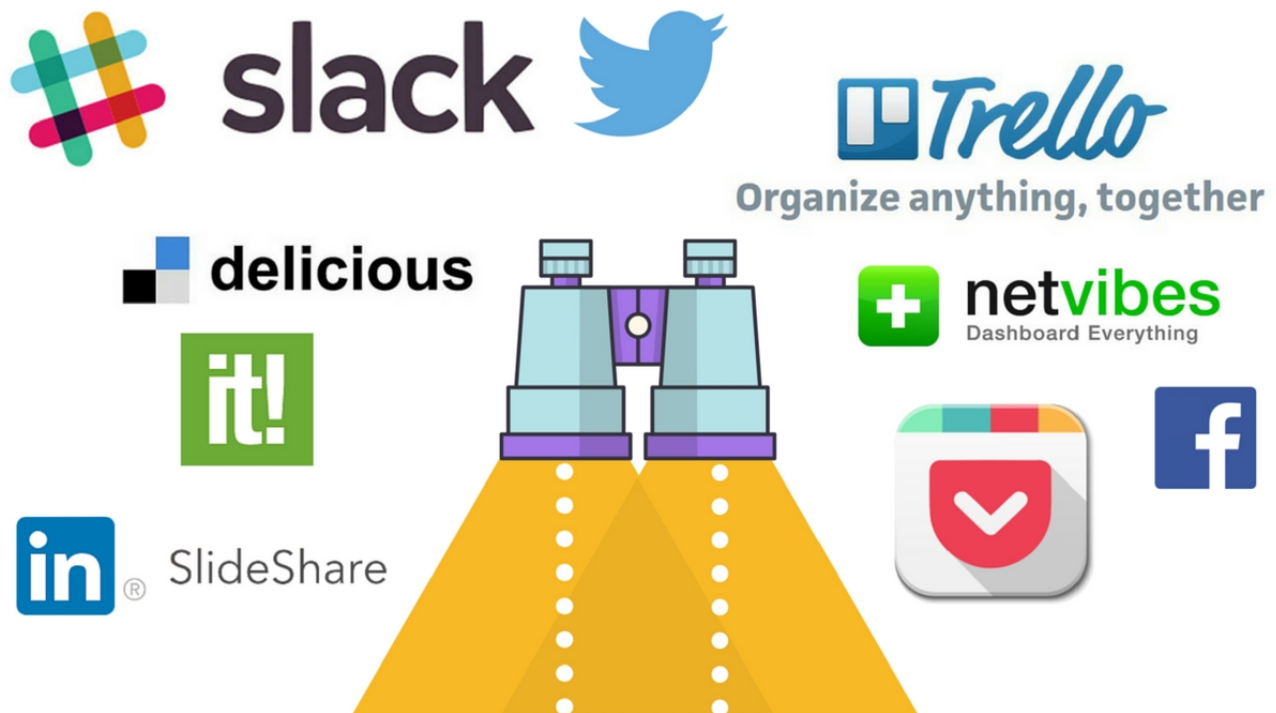 slack
Trello
Organize anything, together
delicious
netvibes
Dashboard Everything
it!
f
in® SlideShare